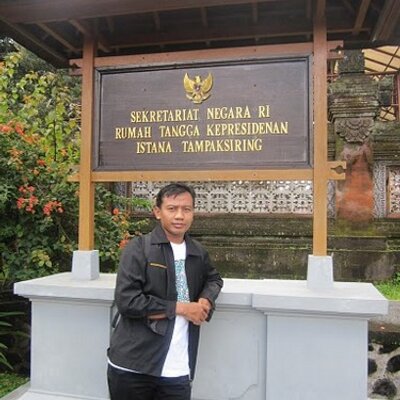 SEKRETARIAT NEGARA RI
RUMAH TANGGA KEPRESIDENAN
ISTANA TAMPAKSIRING